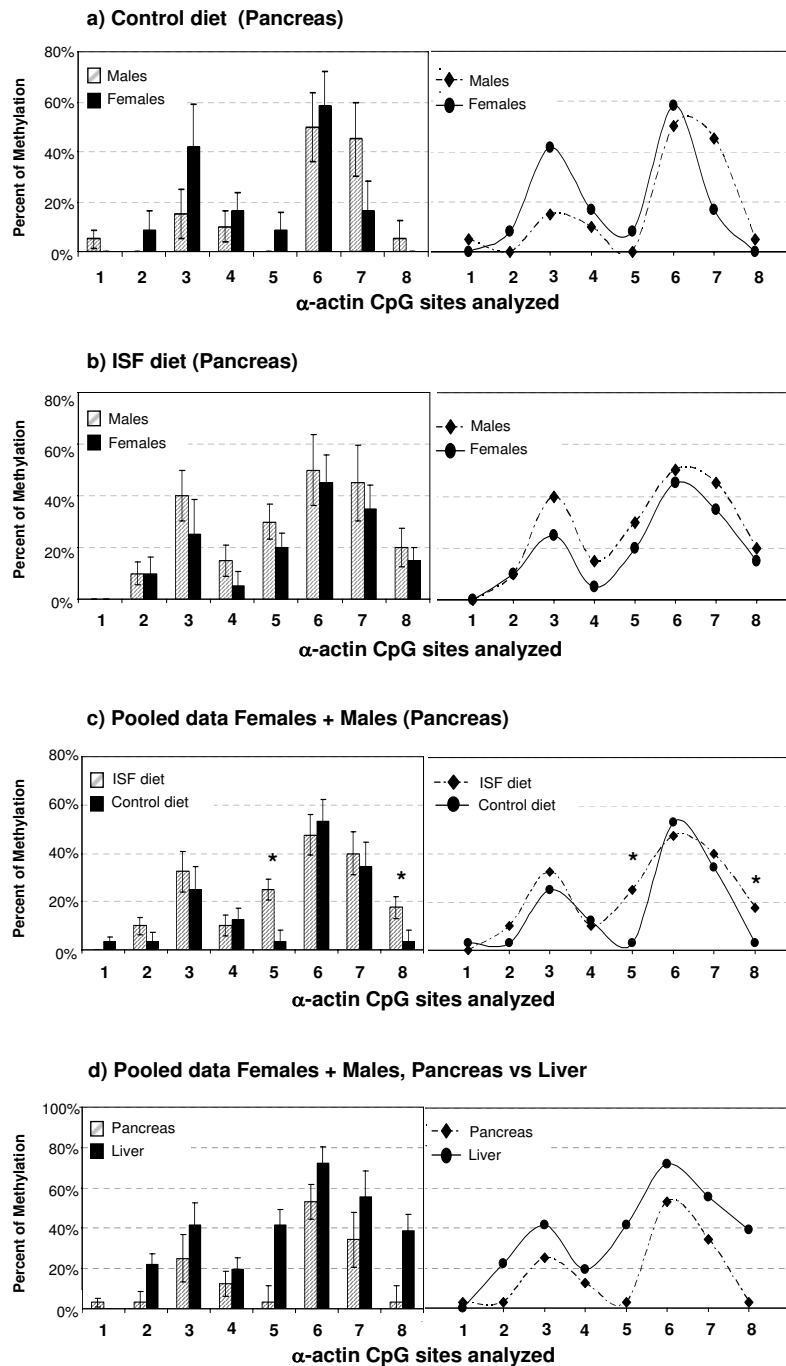 a) Control diet (Pancreas)
Percent of Methylation
80%
60%
40%
20%
0%
Males
Females
1 2 3 4 5 6 7 8
Males
Females
1 2 3 4 5 6 7 8
α-actin CpG sites analyzed
b) ISF diet (Pancreas)
Percent of Methylation
80%
60%
40%
20%
0%
Males
Females
1 2 3 4 5 6 7 8
Males
Females
1 2 3 4 5 6 7 8
α-actin CpG sites analyzed
c) Pooled data Females + Males (Pancreas)
Percent of Methylation
80%
60%
40%
20%
0%
ISF diet
Control diet
* *
1 2 3 4 5 6 7 8
ISF diet
Control diet
* *
1 2 3 4 5 6 7 8
α-actin CpG sites analyzed
d) Pooled data Females + Males, Pancreas vs Liver
Percent of Methylation
100%
80%
60%
40%
20%
0%
Pancreas
Liver
1 2 3 4 5 6 7 8
Pancreas
Liver
1 2 3 4 5 6 7 8
α-actin CpG sites analyzed